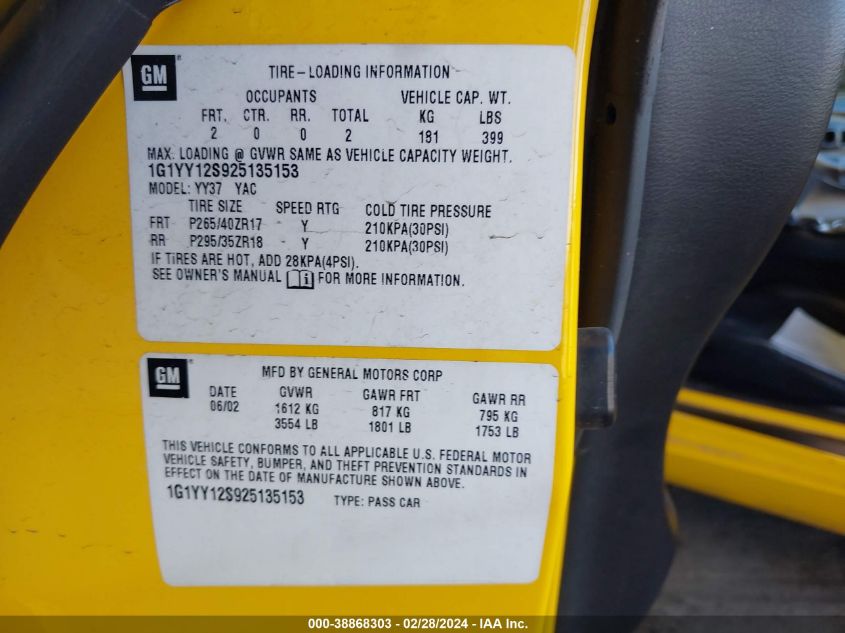 GM
TIRE-LOADING INFORMATION
OCCUPANTS VEHICLE CAP. WT.
FRT. CTR. RR. TOTAL KG LBS
2 0 0 2 181 399
MAX. LOADING @ GVWR SAME AS VEHICLE CAPACITY WEIGHT.
1G1YY12S925135153
MODEL: YY37 YAC
TIRE SIZE SPEED RTG COLD TIRE PRESSURE
FRT P265/40ZR17 Y 210KPA(30PSI)
RR P295/35ZR18 Y 210KPA(30PSI)
IF TIRES ARE HOT, ADD 28KPA(4PSI).
SEE OWNER'S MANUAL i FOR MORE INFORMATION.
GM
MFD BY GENERAL MOTORS CORP
DATE GVWR GAWR FRT GAWR RR
06/02 1612 KG 817 KG 795 KG
3554 LB 1801 LB 1753 LB
THIS VEHICLE CONFORMS TO ALL APPLICABLE U.S. FEDERAL MOTOR
VEHICLE SAFETY, BUMPER, AND THEFT PREVENTION STANDARDS IN
EFFECT ON THE DATE OF MANUFACTURE SHOWN ABOVE.
1G1YY12S925135153 TYPE: PASS CAR
000-38868303 - 02/28/2024 - IAA Inc.